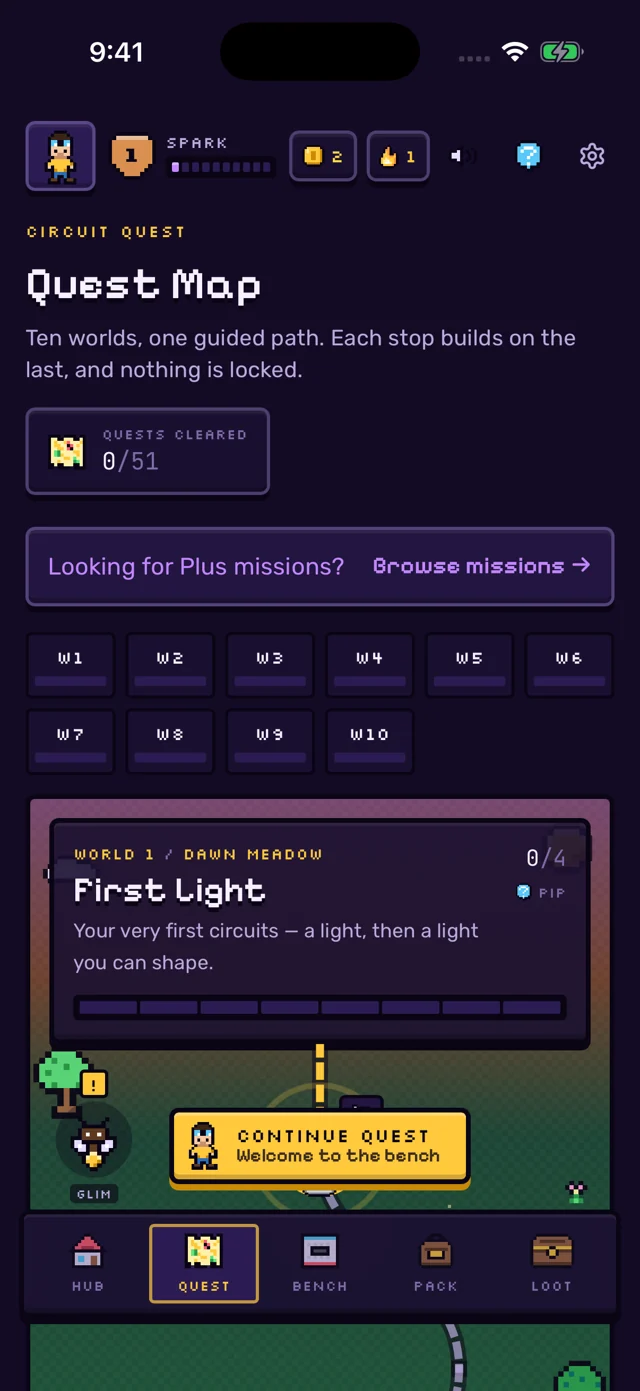 9:41
1
SPARK
2
1
CIRCUIT QUEST
Quest Map
Ten worlds, one guided path. Each stop builds on the
last, and nothing is locked.
QUESTS CLEARED
0/51
Looking for Plus missions? Browse missions →
W1 W2 W3 W4 W5 W6
W7 W8 W9 W10
WORLD 1 / DAWN MEADOW
0/4
First Light
PIP
Your very first circuits — a light, then a light
you can shape.
!
CONTINUE QUEST
Welcome to the bench
GLIM
HUB QUEST BENCH PACK LOOT